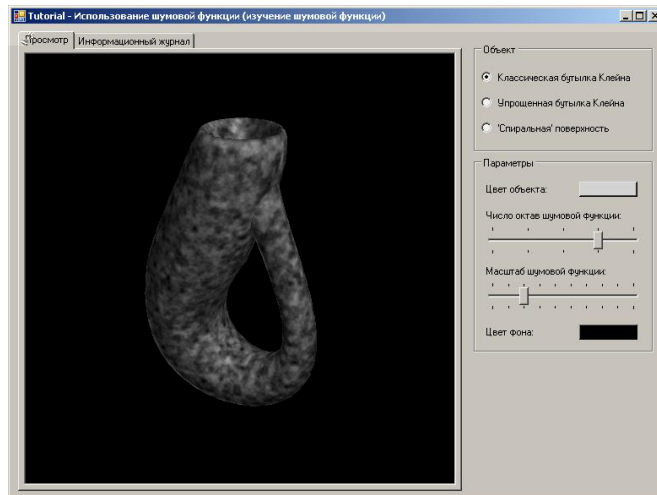 Tutorial - Использование шумовой функции (изучение шумовой функции)
Просмотр
Информационный журнал
Объект
Классическая бутылка Клейна
Упрощенная бутылка Клейна
'Спиральная' поверхность
Параметры
Цвет объекта:
Число октав шумовой функции:
Масштаб шумовой функции:
Цвет фона: